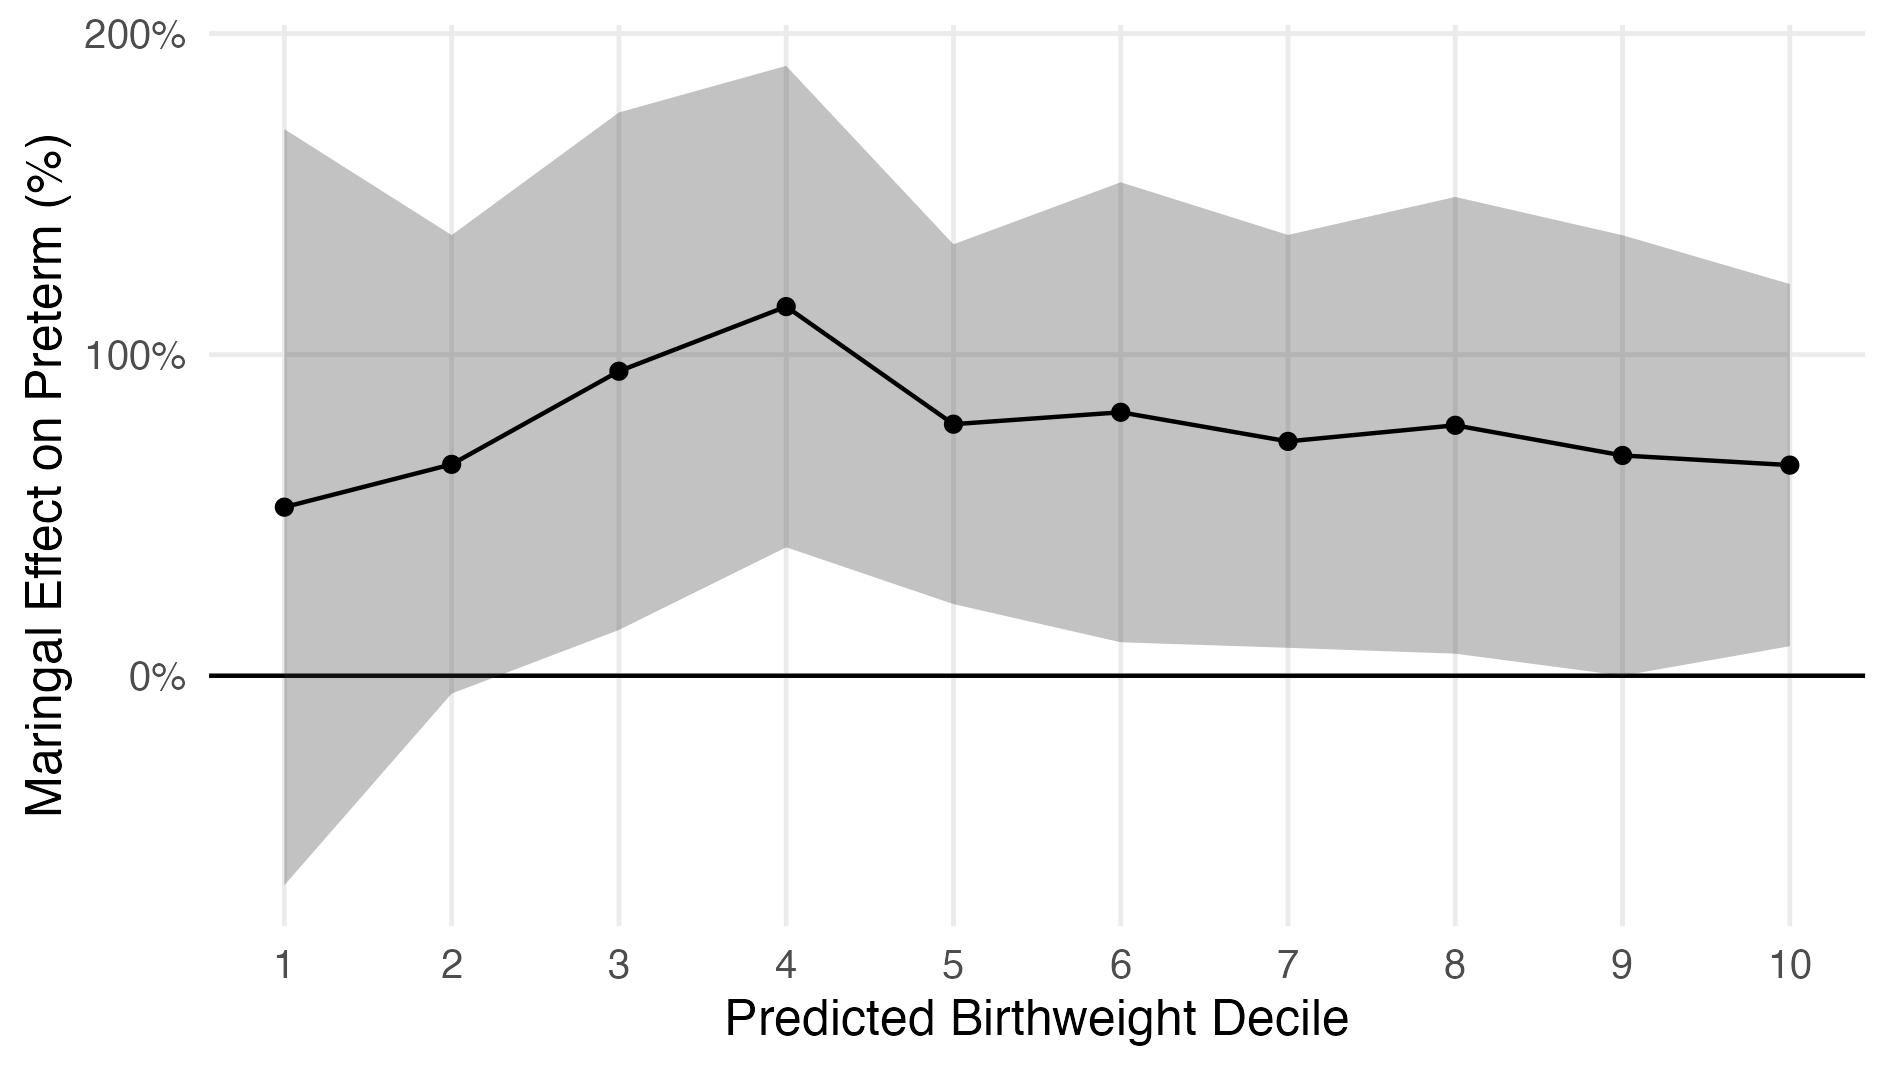 Maringal Effect on Preterm (%)
200%
100%
0%
1 2 3 4 5 6 7 8 9 10
Predicted Birthweight Decile